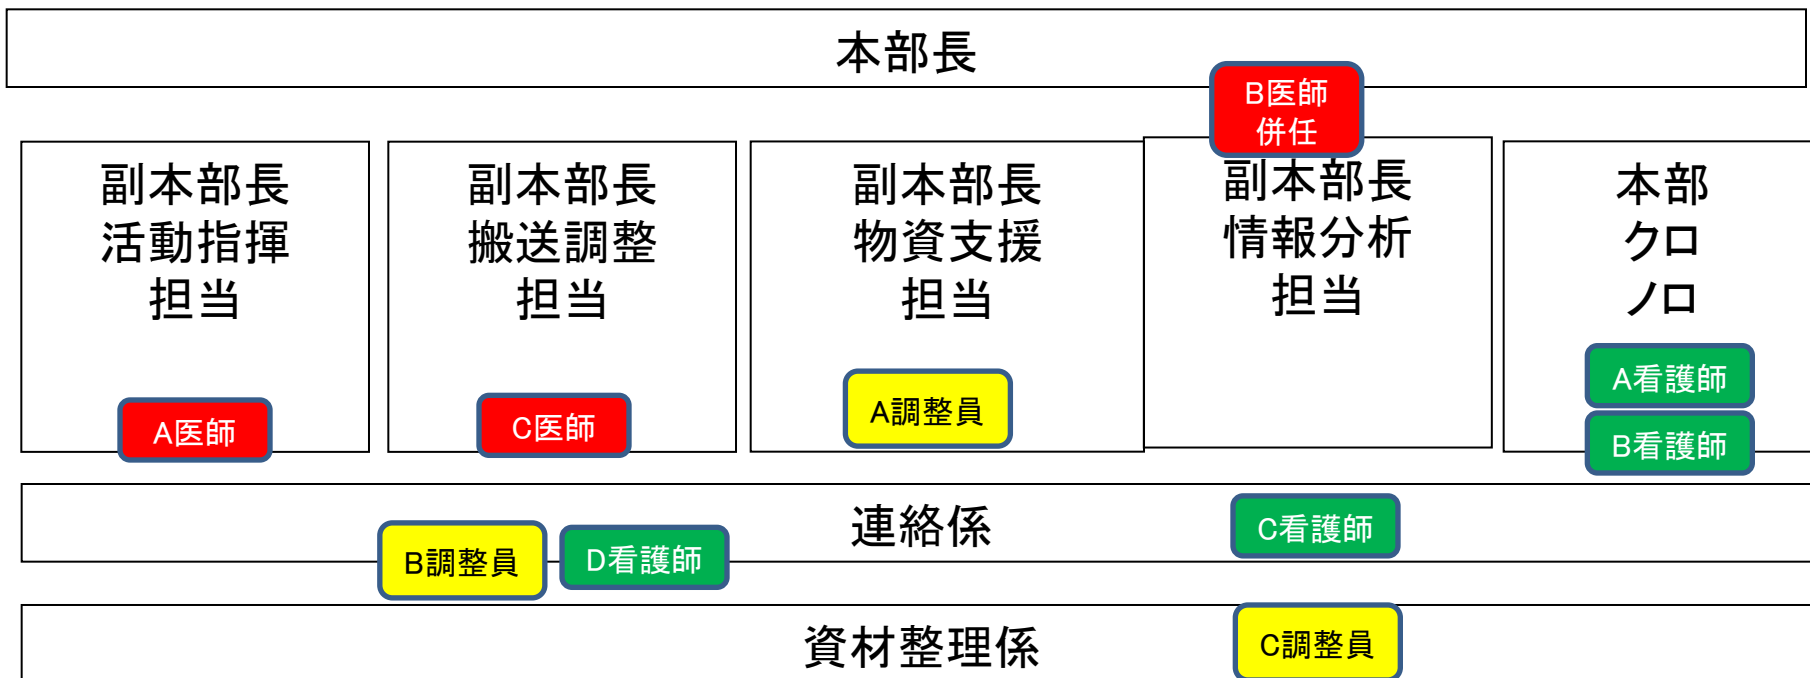 本部長
B医師
併任
副本部長
活動指揮
担当
A医師
副本部長
搬送調整
担当
C医師
副本部長
物資支援
担当
A調整員
副本部長
情報分析
担当
本部
クロ
ノロ
A看護師
B看護師
連絡係
C看護師
B調整員
D看護師
資材整理係
C調整員